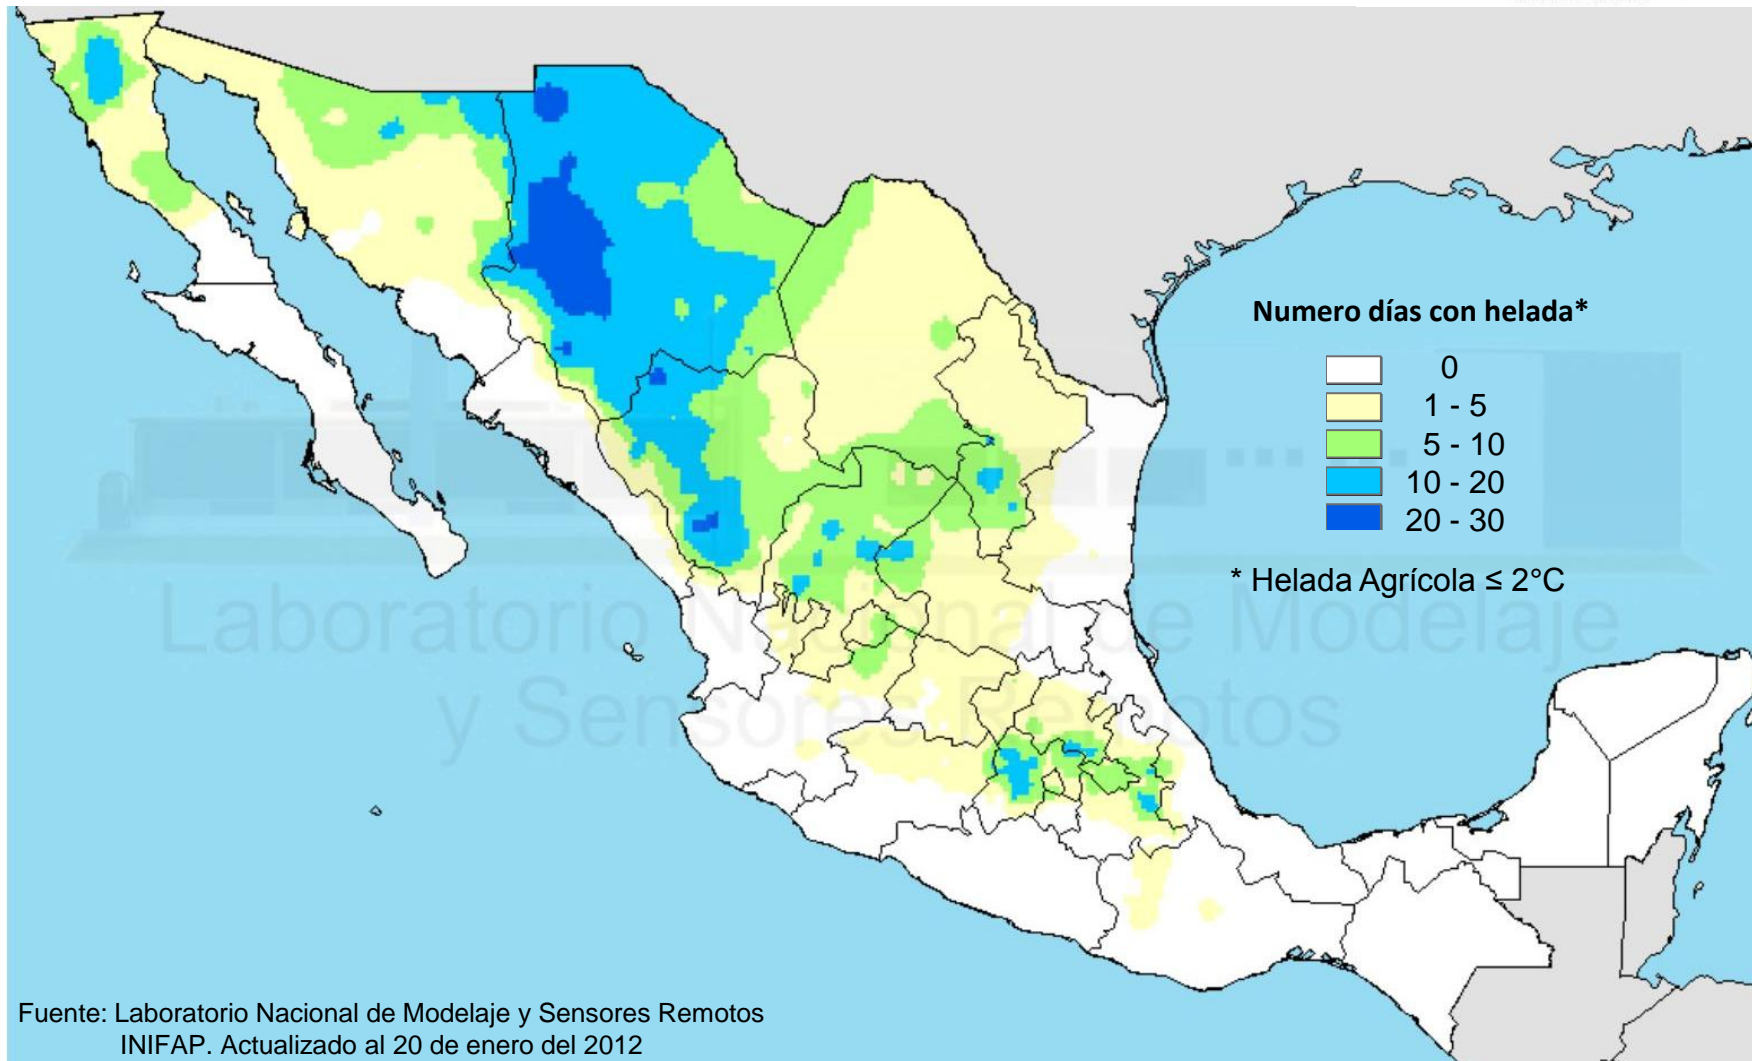 Numero días con helada*
0
1 - 5
5 - 10
10 - 20
20 - 30
* Helada Agrícola ≤ 2°C
Laboratorio Nacional de Modelaje
y Sensores Remotos
Fuente: Laboratorio Nacional de Modelaje y Sensores Remotos
INIFAP. Actualizado al 20 de enero del 2012